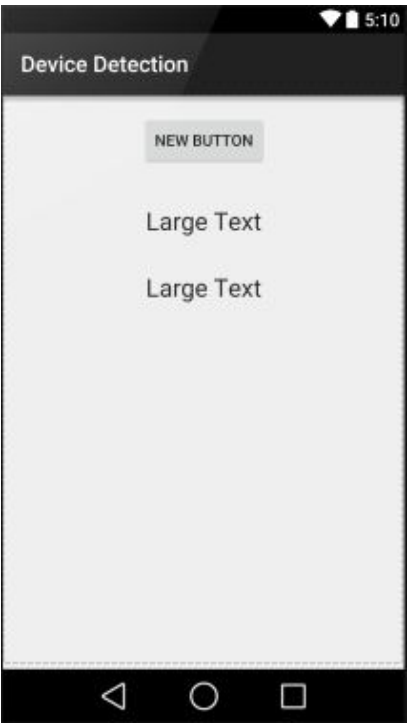 5:10
Device Detection
NEW BUTTON
Large Text
Large Text